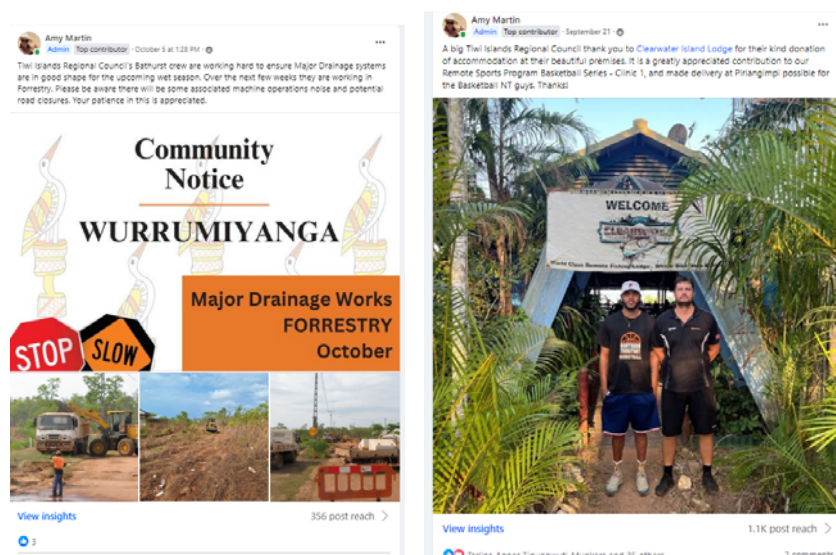 Amy Martin
Admin Top contributor · October 5 at 1:28 PM ·
Tiwi Islands Regional Council's Bathurst crew are working hard to ensure Major Drainage systems
are in good shape for the upcoming wet season. Over the next few weeks they are working in
Forrestry. Please be aware there will be some associated machine operations noise and potential
road closures. Your patience in this is appreciated.
Community
Notice
WURRUMIYANGA
Major Drainage Works
FORRESTRY
October
STOP
SLOW
View insights
356 post reach
3
Amy Martin
Admin Top contributor · September 21 ·
A big Tiwi Islands Regional Council thank you to Clearwater Island Lodge for their kind donation
of accommodation at their beautiful premises. It is a greatly appreciated contribution to our
Remote Sports Program Basketball Series - Clinic 1, and made delivery at Pirlangimpi possible for
the Basketball NT guys. Thanks!
WELCOME
CLEARWATER
World Class Remote Fishing Lodge,
View insights
1.1K post reach